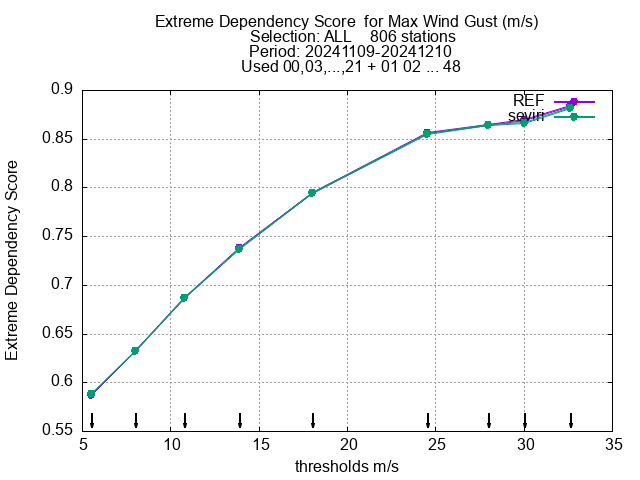 Extreme Dependency Score  for Max Wind Gust (m/s)
Selection: ALL    806 stations
Period: 20241109-20241210
Used 00,03,...,21 + 01 02 ... 48
REF
seviri
0.9
0.85
0.8
0.75
0.7
0.65
0.6
0.55
5
10
15
20
25
30
35
Extreme Dependency Score
thresholds m/s